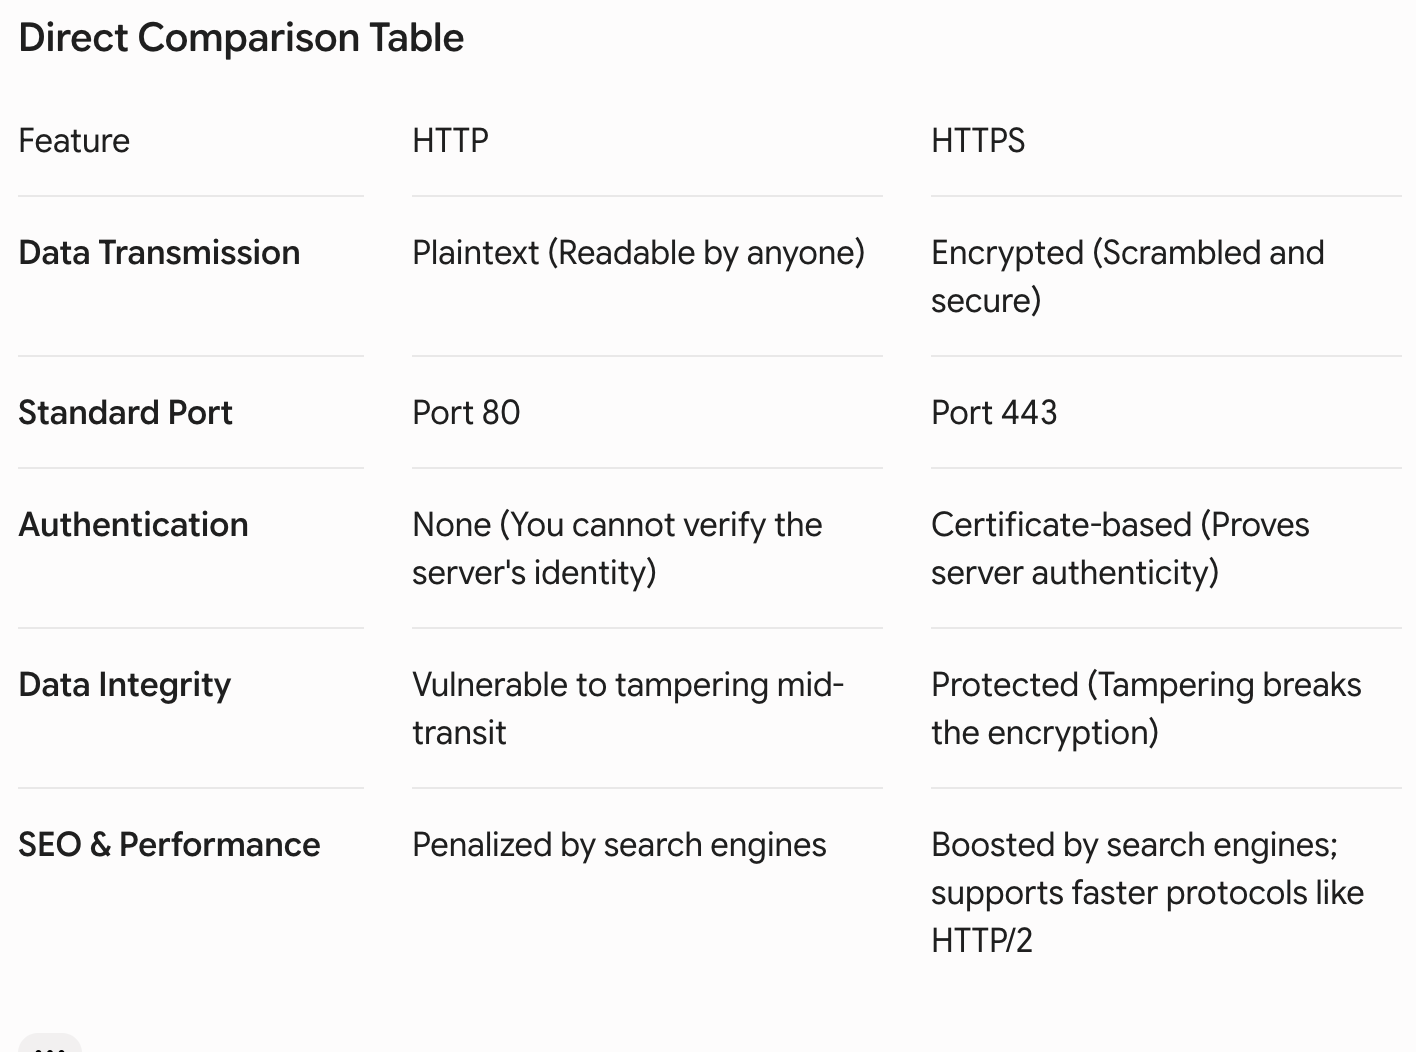 Direct Comparison Table
Feature
HTTP
HTTPS
Data Transmission
Plaintext (Readable by anyone)
Encrypted (Scrambled and
secure)
Standard Port
Port 80
Port 443
Authentication
None (You cannot verify the
server's identity)
Certificate-based (Proves
server authenticity)
Data Integrity
Vulnerable to tampering mid-
transit
Protected (Tampering breaks
the encryption)
SEO & Performance
Penalized by search engines
Boosted by search engines;
supports faster protocols like
HTTP/2